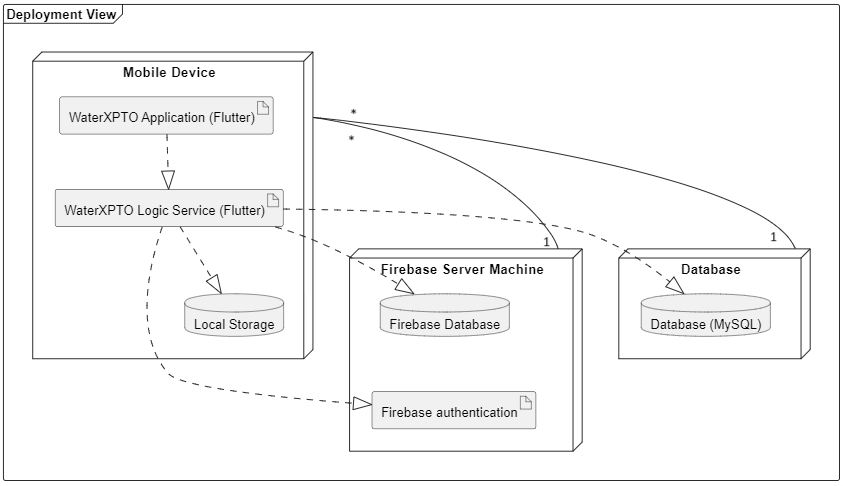 Deployment View
Mobile Device
WaterXPTO Application (Flutter)
*
*
WaterXPTO Logic Service (Flutter)
1
1
Firebase Server Machine
Database
Local Storage
Firebase Database
Database (MySQL)
Firebase authentication